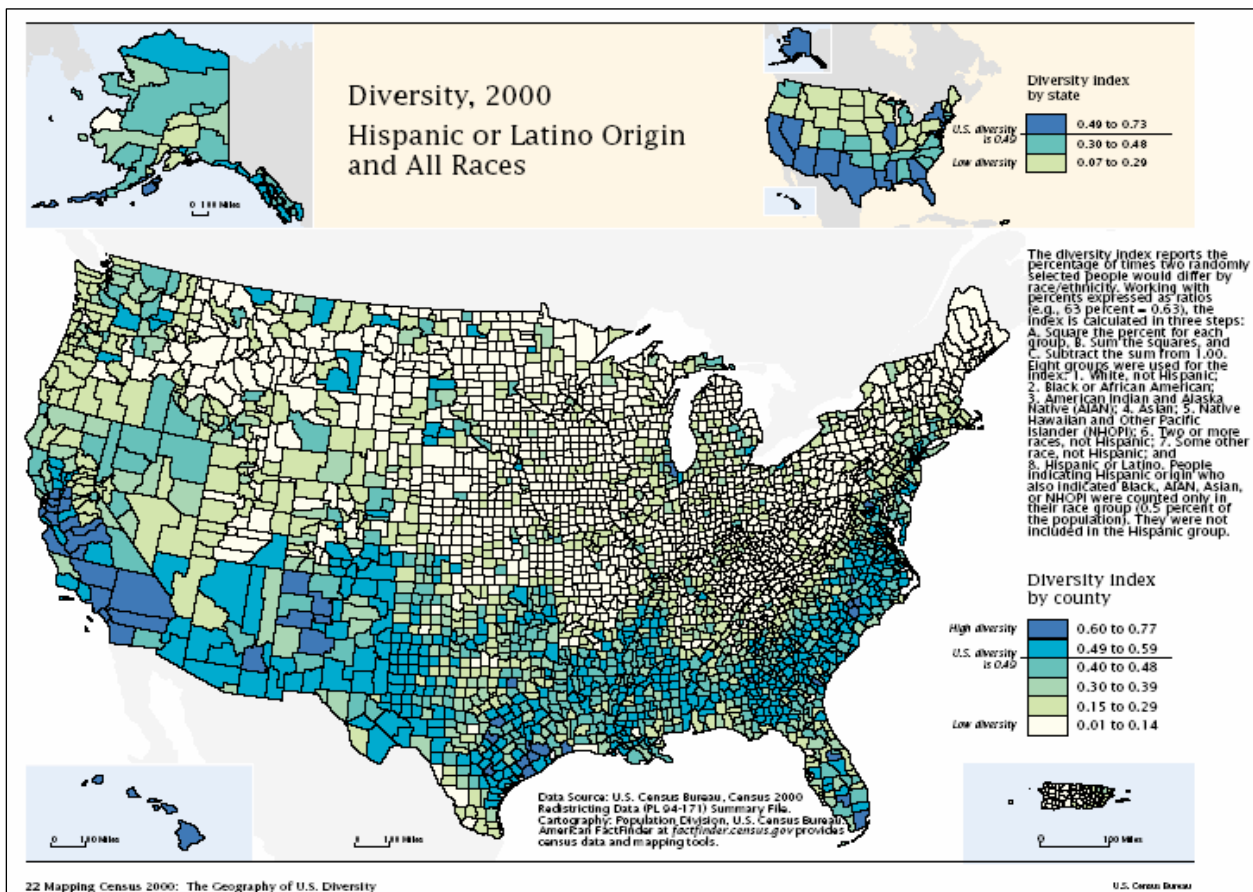 Diversity, 2000
Hispanic or Latino Origin
and All Races
0 100 Miles
Diversity index
by state
U.S. diversity
is 0.49
Low diversity
0.49 to 0.73
0.30 to 0.48
0.07 to 0.29
The diversity index reports the
percentage of times two randomly
selected people would differ by
race/ethnicity. Working with
percents expressed as ratios
(e.g., 63 percent = 0.63), the
index is calculated in three steps:
A. Square the percent for each
group, B. Sum the squares, and
C. Subtract the sum from 1.00.
Eight groups were used for the
index: 1. White, not Hispanic;
2. Black or African American;
3. American Indian and Alaska
Native (AIAN); 4. Asian; 5. Native
Hawaiian and Other Pacific
Islander (NHOPI); 6. Two or more
races, not Hispanic; 7. Some other
race, not Hispanic; and
8. Hispanic or Latino. People
indicating Hispanic origin who
also indicated Black, AIAN, Asian,
or NHOPI were counted only in
their race group (0.5 percent of
the population). They were not
included in the Hispanic group.
Diversity index
by county
High diversity
U.S. diversity
is 0.49
Low diversity
0.60 to 0.77
0.49 to 0.59
0.40 to 0.48
0.30 to 0.39
0.15 to 0.29
0.01 to 0.14
0 100 Miles
0 100 Miles
Data Source: U.S. Census Bureau, Census 2000
Redistricting Data (PL 94-171) Summary File.
Cartography: Population Division, U.S. Census Bureau.
American FactFinder at factfinder.census.gov provides
census data and mapping tools.
0 100 Miles
22 Mapping Census 2000: The Geography of U.S. Diversity
U.S. Census Bureau